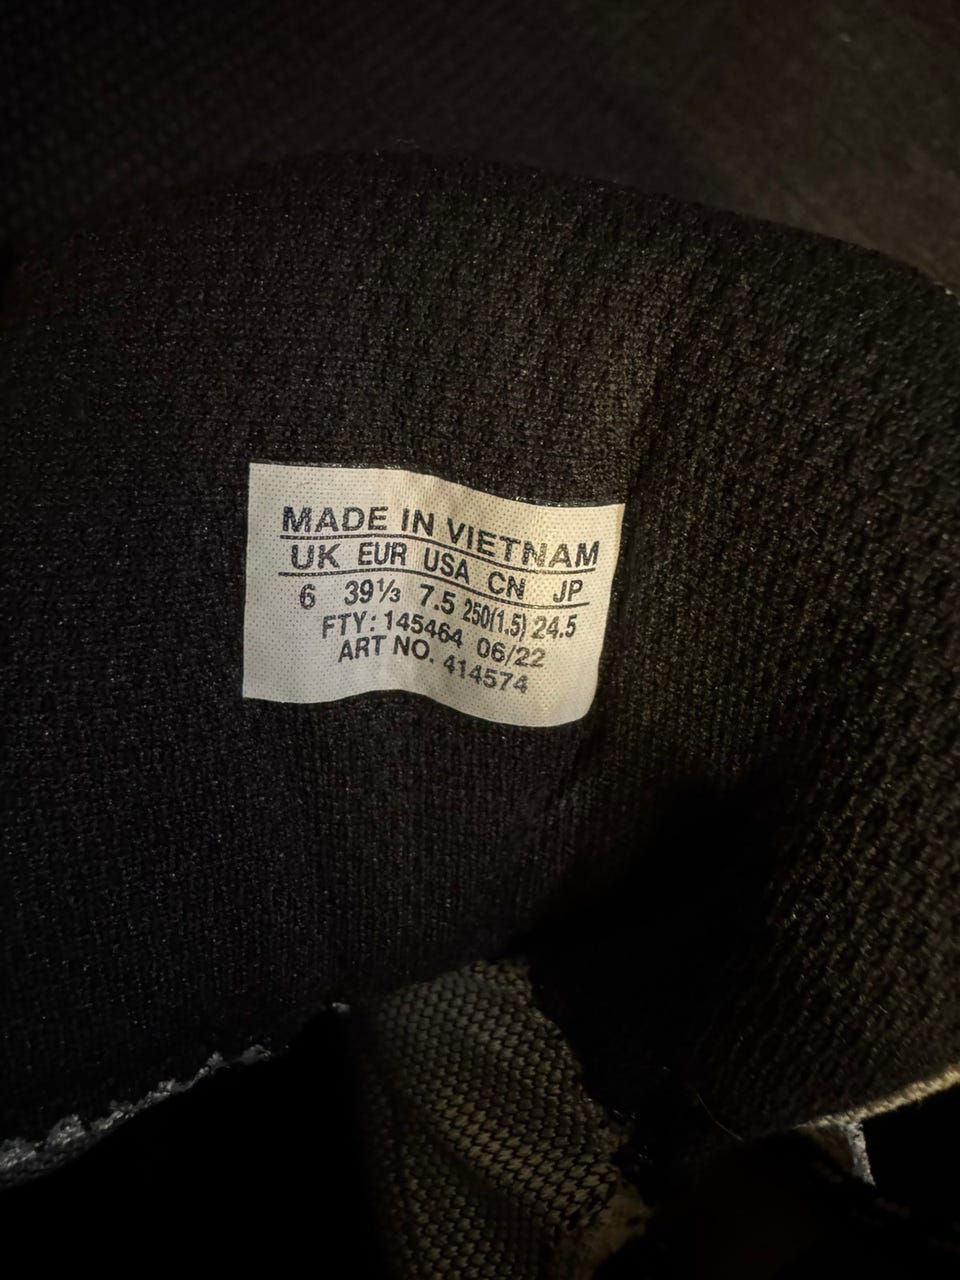 MADE IN VIETNAM
UK EUR USA CN JP
6 39⅓ 7.5 250(1.5) 24.5
FTY: 145464 06/22
ART NO. 414574